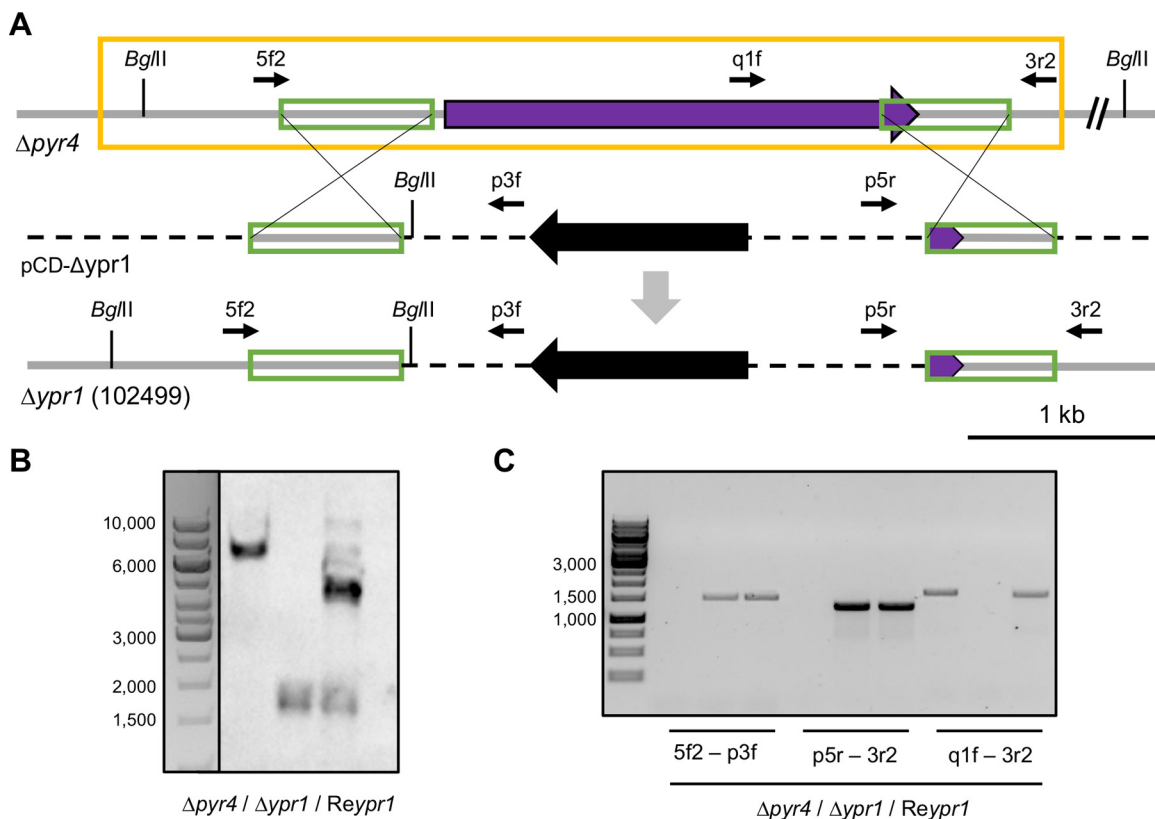 A
BglII 5f2 q1f 3r2 BglII
Δpyr4
BglII p3f p5r
pCD-Δypr1
BglII 5f2 BglII p3f p5r 3r2
Δypr1 (102499)
1 kb
B
10,000
6,000
3,000
2,000
1,500
Δpyr4 / Δypr1 / Reypr1
C
3,000
1,500
1,000
5f2 – p3f p5r – 3r2 q1f – 3r2
Δpyr4 / Δypr1 / Reypr1